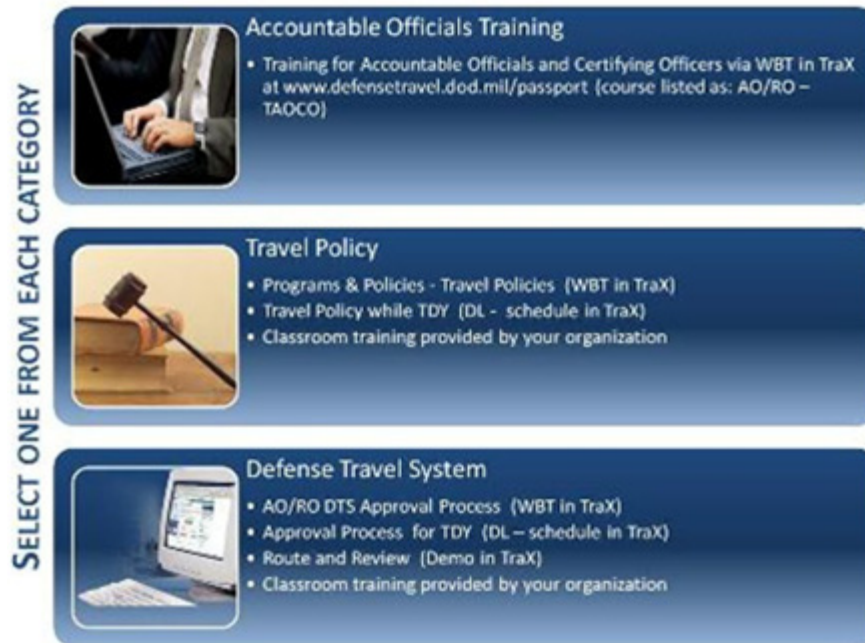 SELECT ONE FROM EACH CATEGORY
Accountable Officials Training
• Training for Accountable Officials and Certifying Officers via WBT in TraX
at www.defensetravel.dod.mil/passport (course listed as: AO/RO –
TAOCO)
Travel Policy
• Programs & Policies - Travel Policies (WBT in TraX)
• Travel Policy while TDY (DL - schedule in TraX)
• Classroom training provided by your organization
Defense Travel System
• AO/RO DTS Approval Process (WBT in TraX)
• Approval Process for TDY (DL – schedule in TraX)
• Route and Review (Demo in TraX)
• Classroom training provided by your organization